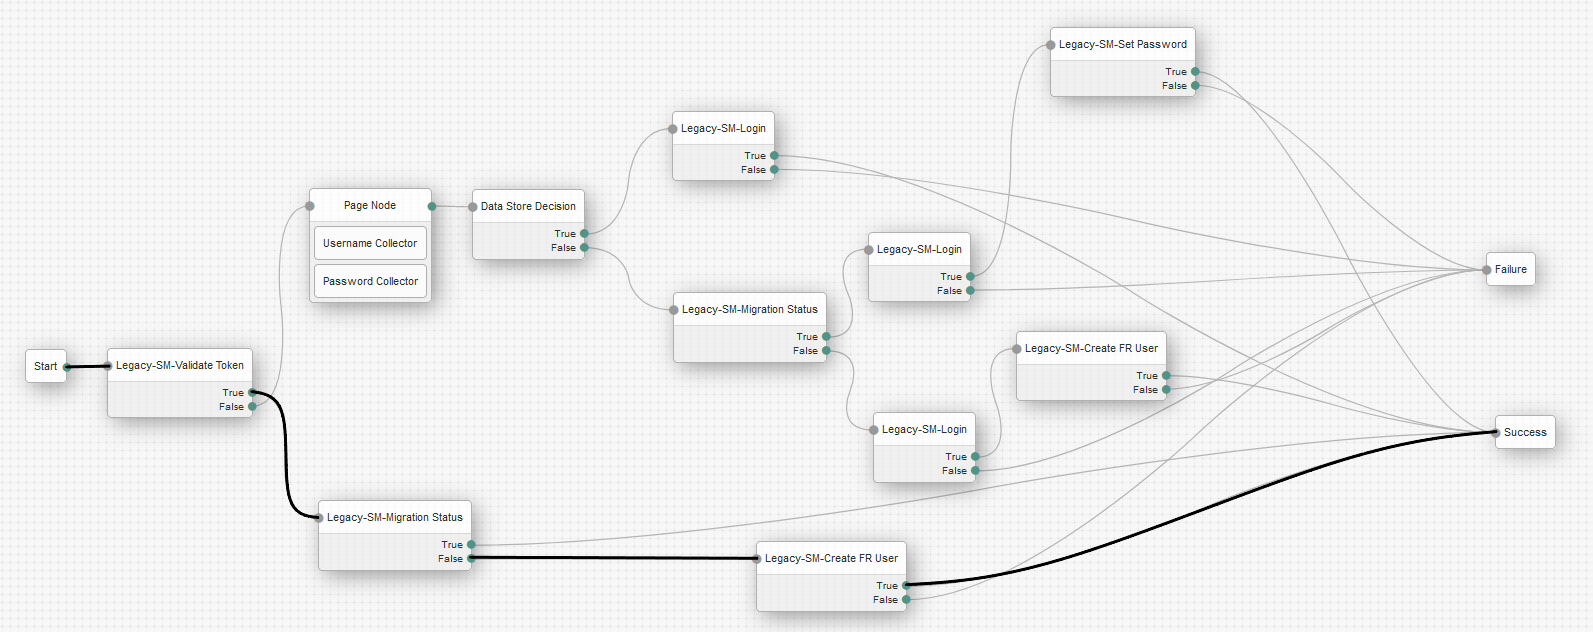 Start
Legacy-SM-Validate Token
True
False
Page Node
Username Collector
Password Collector
Data Store Decision
True
False
Legacy-SM-Login
True
False
Legacy-SM-Migration Status
True
False
Legacy-SM-Login
True
False
Legacy-SM-Set Password
True
False
Legacy-SM-Login
True
False
Legacy-SM-Create FR User
True
False
Legacy-SM-Migration Status
True
False
Legacy-SM-Create FR User
True
False
Failure
Success